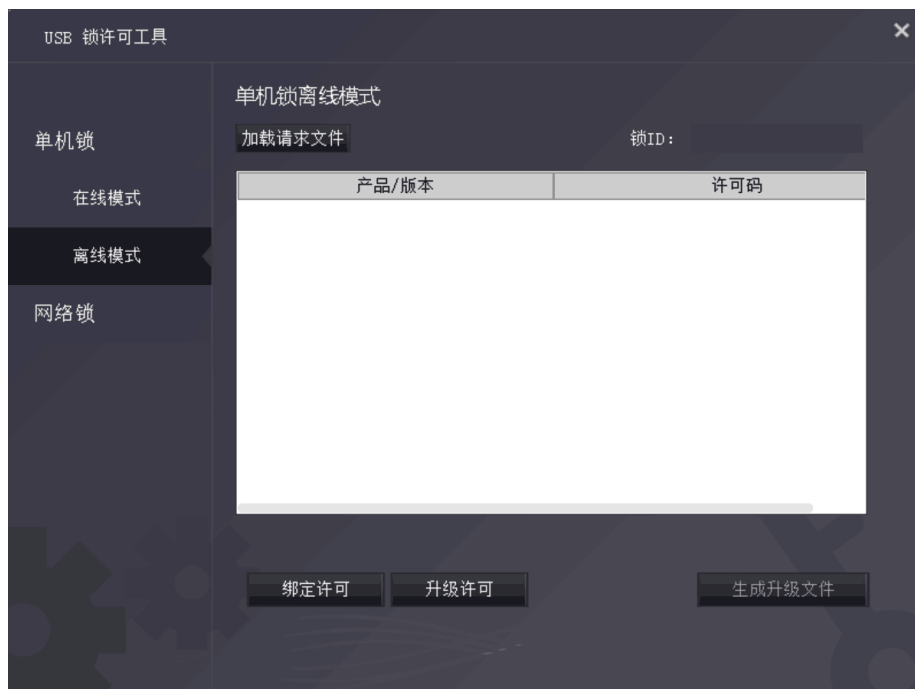 USB 锁许可工具
单机锁
在线模式
离线模式
网络锁
单机锁离线模式
加载请求文件 锁ID：
产品/版本 许可码
绑定许可 升级许可 生成升级文件